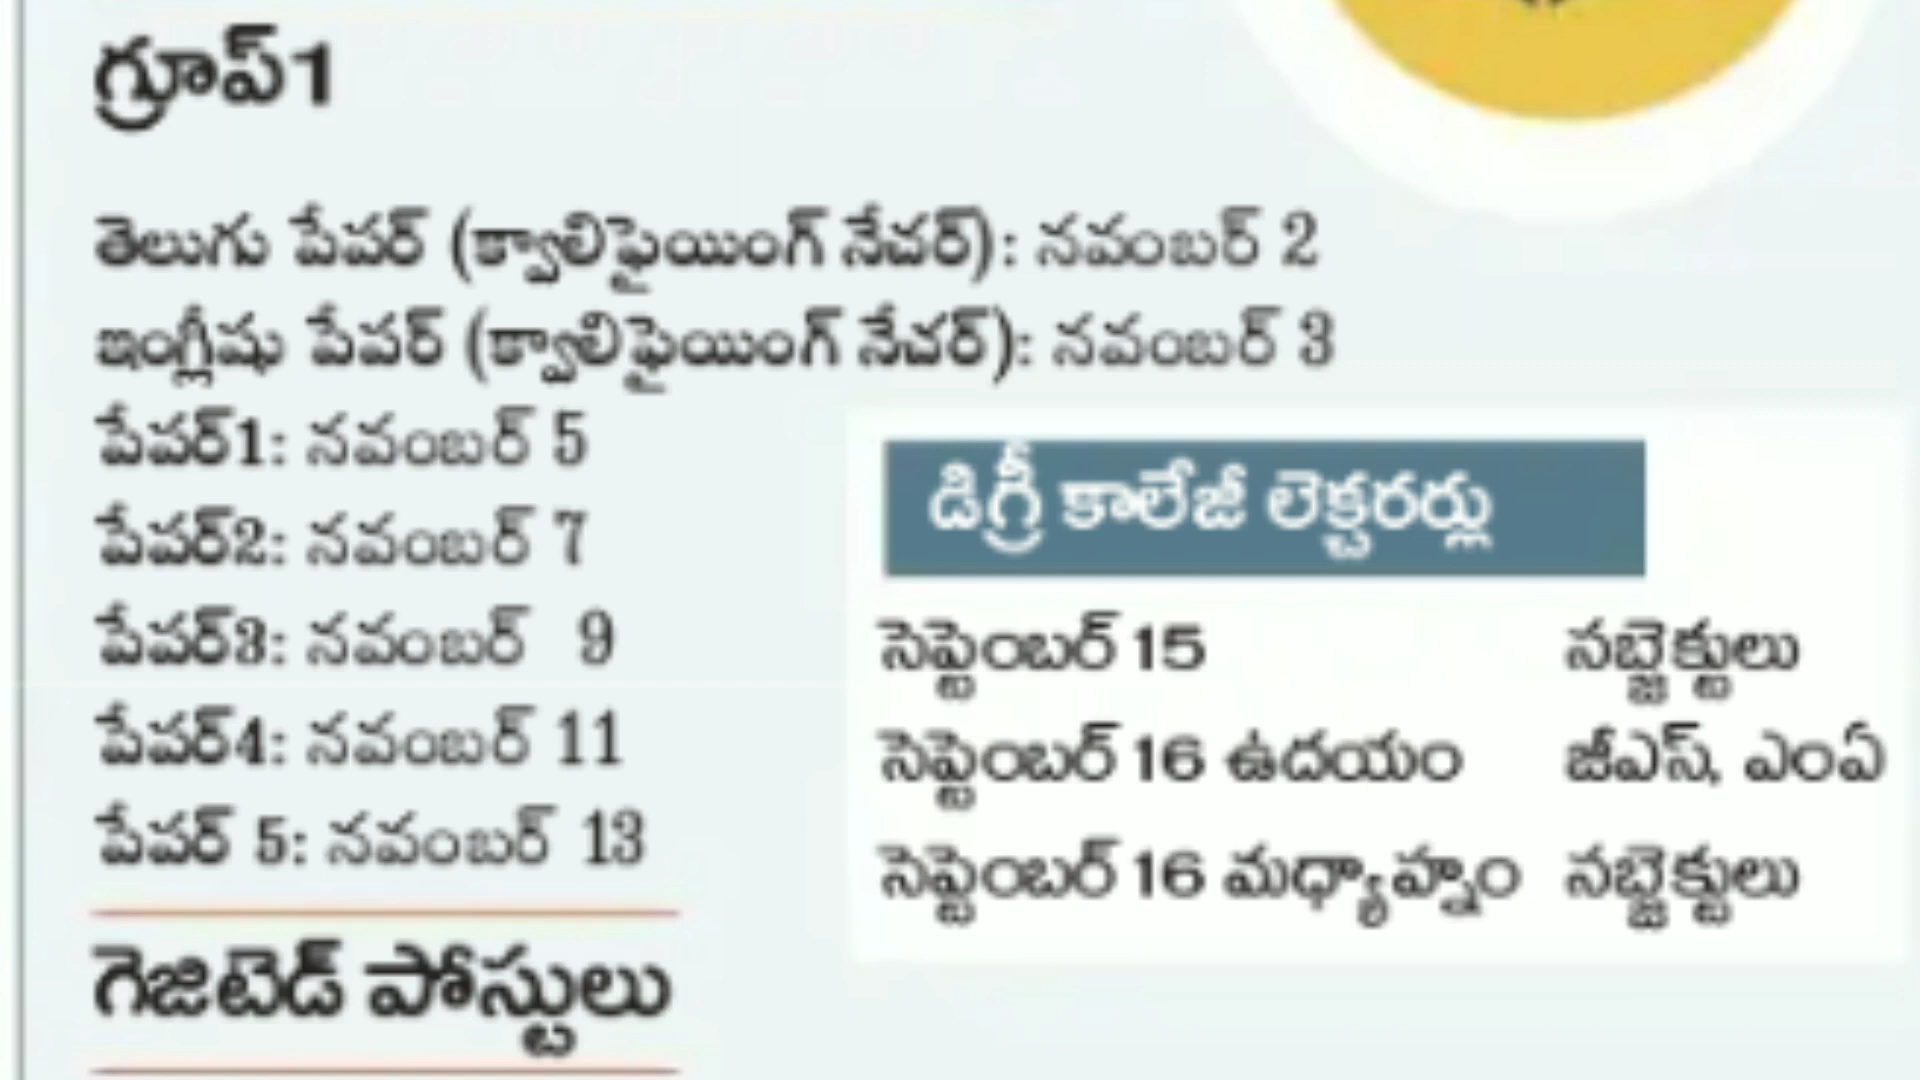 గ్రూప్1
తెలుగు పేపర్ (క్వాలిఫైయింగ్ నేచర్): నవంబర్ 2
ఇంగ్లీషు పేపర్ (క్వాలిఫైయింగ్ నేచర్): నవంబర్ 3
పేపర్1: నవంబర్ 5
పేపర్2: నవంబర్ 7
పేపర్3: నవంబర్ 9
పేపర్4: నవంబర్ 11
పేపర్ 5: నవంబర్ 13
గెజిటెడ్ పోస్టులు
డిగ్రీ కాలేజీ లెక్చరర్లు
సెప్టెంబర్ 15 సబ్జెక్టులు
సెప్టెంబర్ 16 ఉదయం జీఎస్, ఎంఏ
సెప్టెంబర్ 16 మధ్యాహ్నం సబ్జెక్టులు